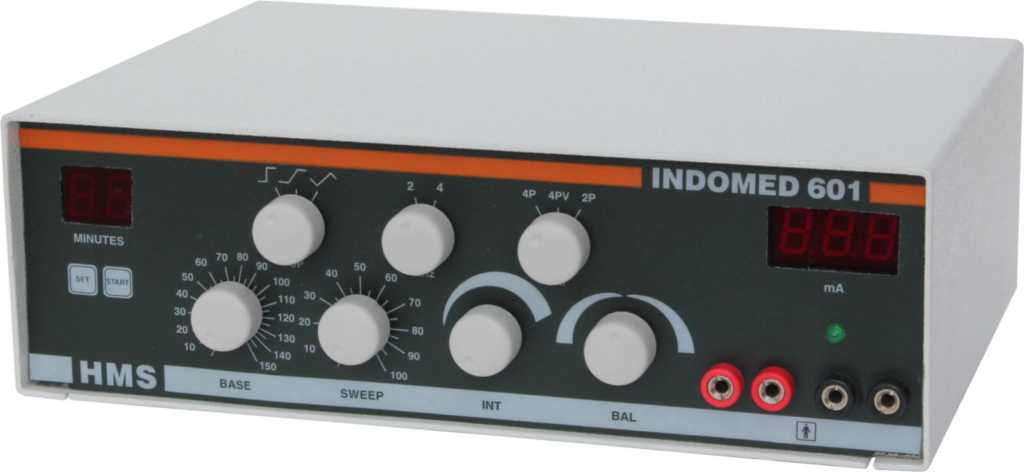 INDOMED 601
MINUTES
SET START
2 4
4P 4PV 2P
mA
10 20 30 40 50 60 70 80 90 100 110 120 130 140 150
10 20 30 40 50 60 70 80 90 100
HMS
BASE
SWEEP
INT
BAL